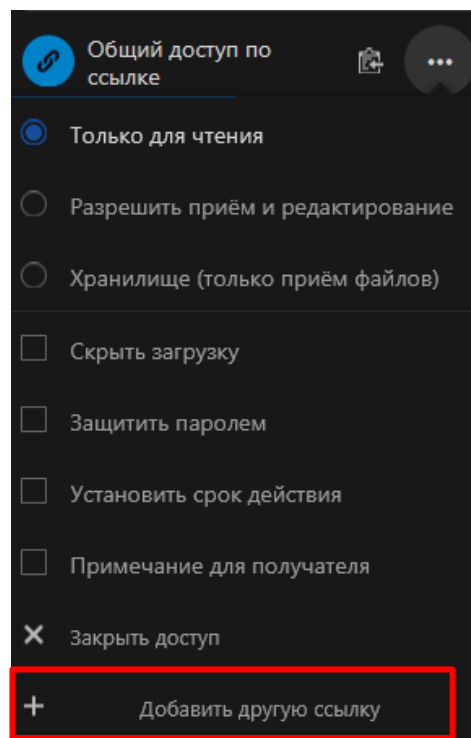 Общий доступ по
ссылке
Только для чтения
Разрешить приём и редактирование
Хранилище (только приём файлов)
Скрыть загрузку
Защитить паролем
Установить срок действия
Примечание для получателя
Закрыть доступ
Добавить другую ссылку